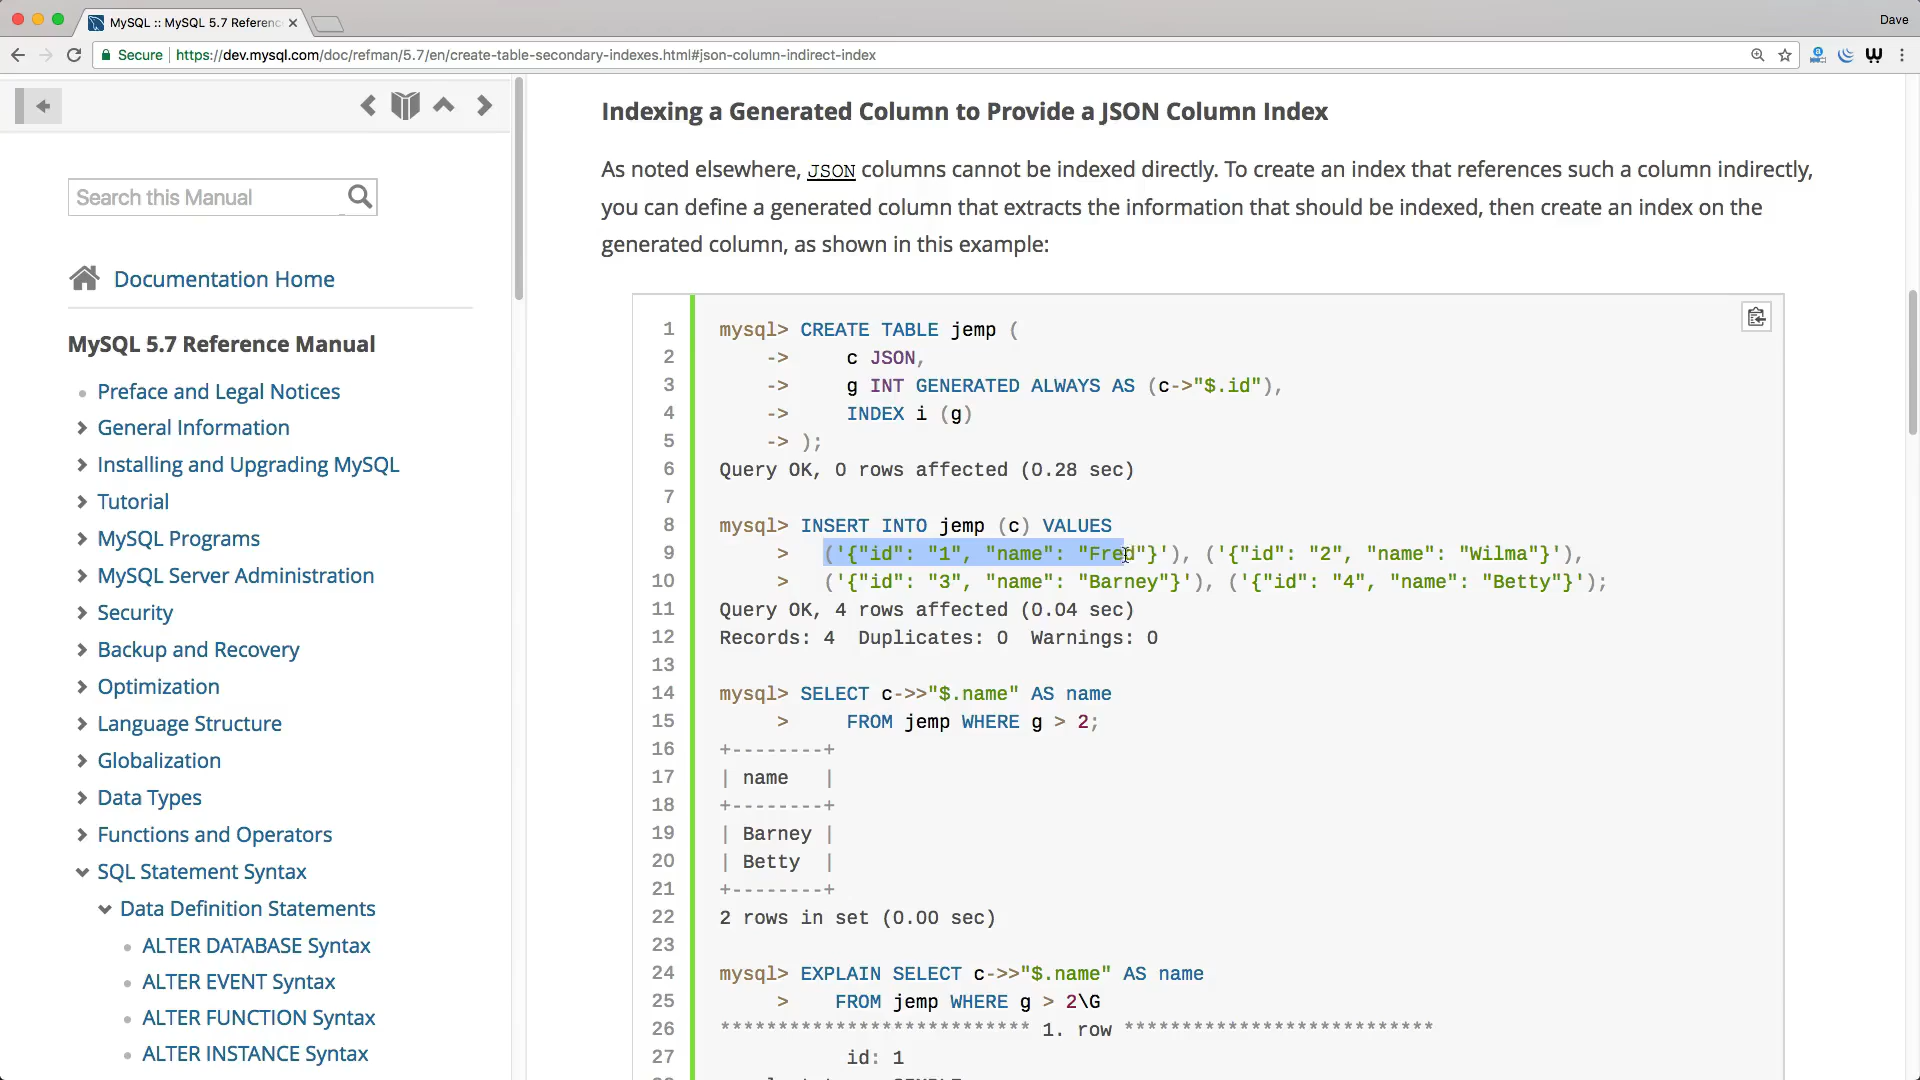 MySQL :: MySQL 5.7 Referenc
Dave
Secure https://dev.mysql.com/doc/refman/5.7/en/create-table-secondary-indexes.html#json-column-indirect-index
Search this Manual
Documentation Home
MySQL 5.7 Reference Manual
Preface and Legal Notices
General Information
Installing and Upgrading MySQL
Tutorial
MySQL Programs
MySQL Server Administration
Security
Backup and Recovery
Optimization
Language Structure
Globalization
Data Types
Functions and Operators
SQL Statement Syntax
Data Definition Statements
ALTER DATABASE Syntax
ALTER EVENT Syntax
ALTER FUNCTION Syntax
ALTER INSTANCE Syntax
Indexing a Generated Column to Provide a JSON Column Index
As noted elsewhere, JSON columns cannot be indexed directly. To create an index that references such a column indirectly,
you can define a generated column that extracts the information that should be indexed, then create an index on the
generated column, as shown in this example:
1 mysql> CREATE TABLE jemp (
2 -> c JSON,
3 -> g INT GENERATED ALWAYS AS (c->"$.id"),
4 -> INDEX i (g)
5 -> );
6 Query OK, 0 rows affected (0.28 sec)
7
8 mysql> INSERT INTO jemp (c) VALUES
9 > ('{"id": "1", "name": "Fred"}'), ('{"id": "2", "name": "Wilma"}'),
10 > ('{"id": "3", "name": "Barney"}'), ('{"id": "4", "name": "Betty"}');
11 Query OK, 4 rows affected (0.04 sec)
12 Records: 4 Duplicates: 0 Warnings: 0
13
14 mysql> SELECT c->>"$.name" AS name
15 > FROM jemp WHERE g > 2;
16 +--------+
17 | name |
18 +--------+
19 | Barney |
20 | Betty |
21 +--------+
22 2 rows in set (0.00 sec)
23
24 mysql> EXPLAIN SELECT c->>"$.name" AS name
25 > FROM jemp WHERE g > 2\G
26 *************************** 1. row ***************************
27 id: 1